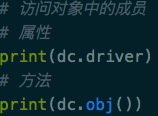 # 访问对象中的成员
# 属性
print(dc.driver)
# 方法
print(dc.obj())